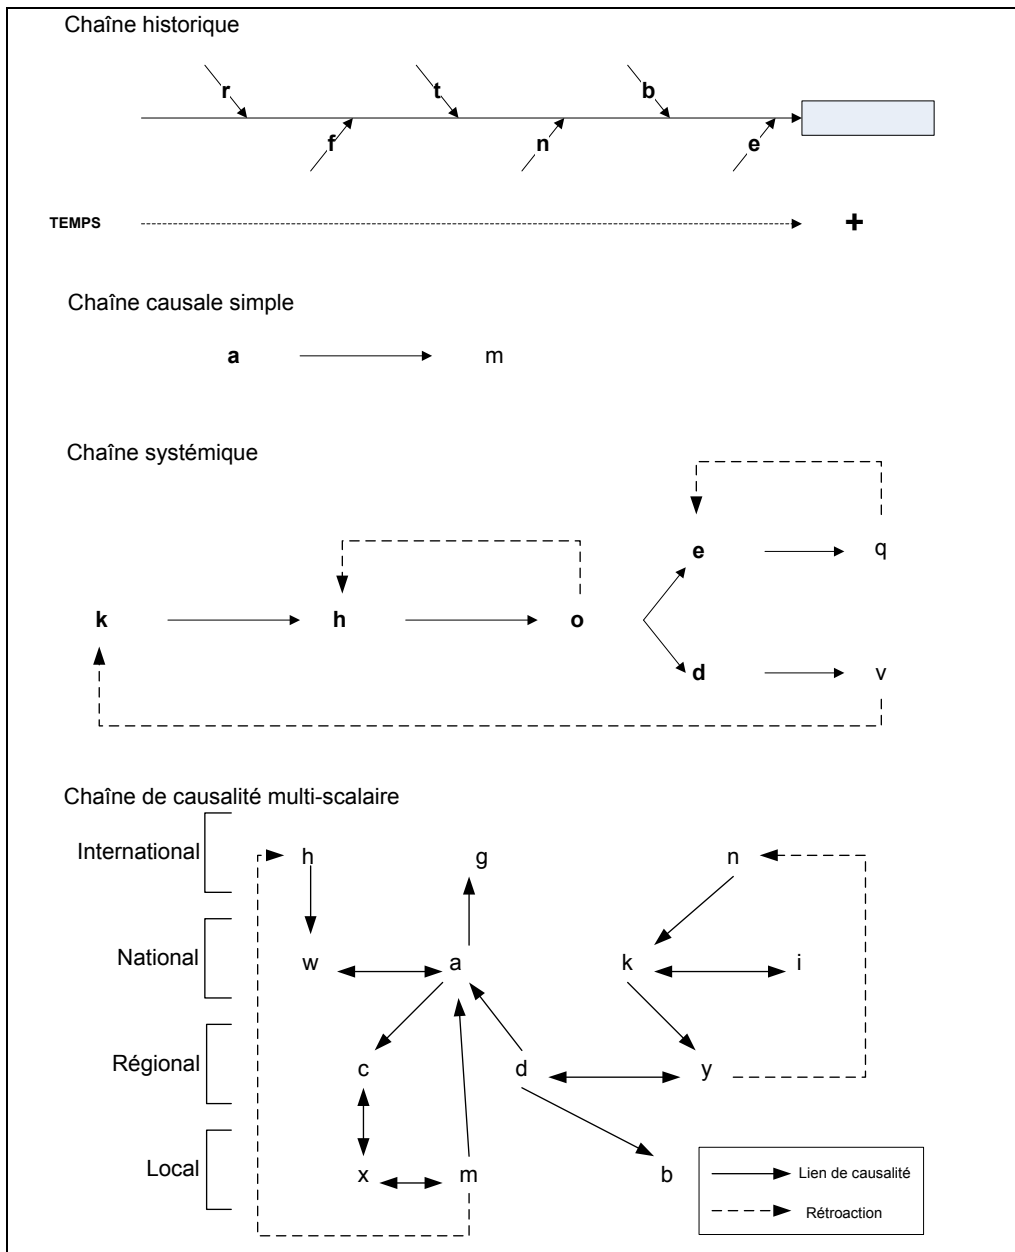 Chaîne historique
r t b
f n e
TEMPS +
Chaîne causale simple
a m
Chaîne systémique
e q
k h o
d v
Chaîne de causalité multi-scalaire
International h g n
National w a k i
Régional c d y
Local x m b
Lien de causalité
Rétroaction